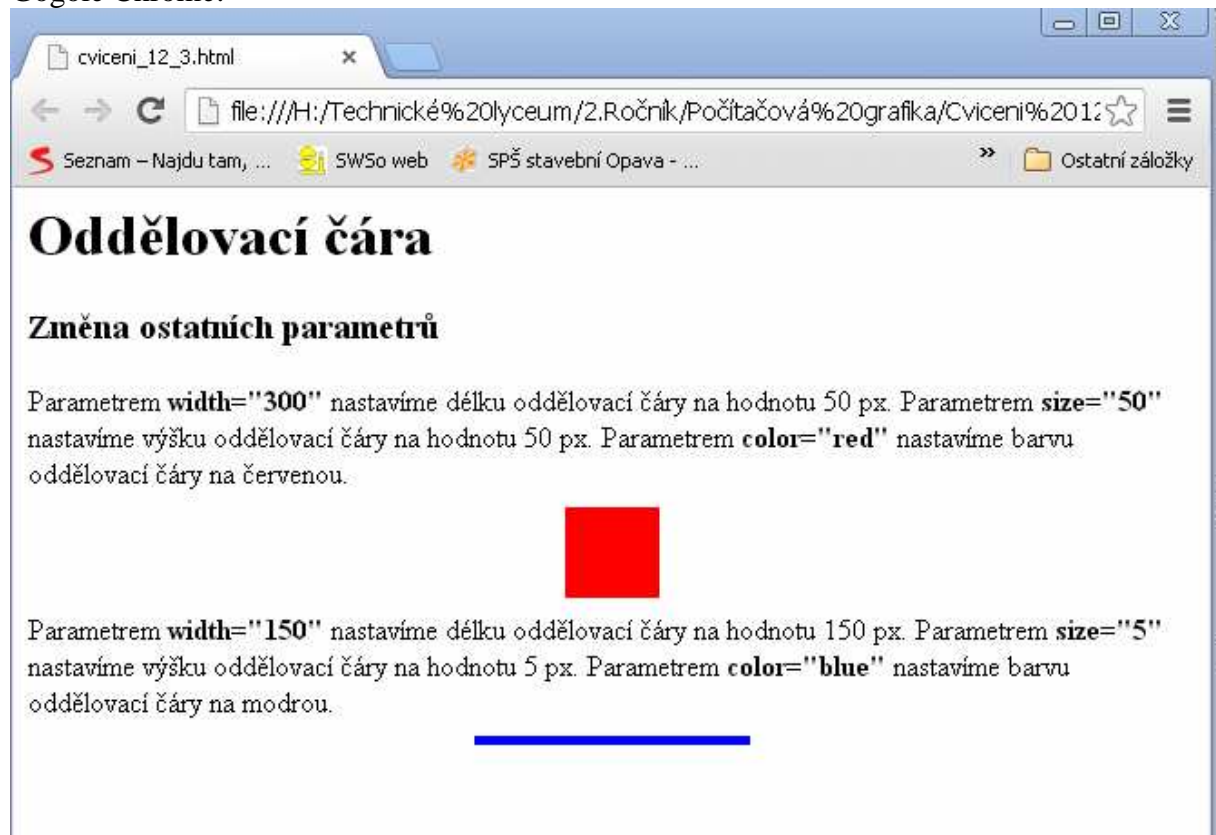 cviceni_12_3.html
file:///H:/Technické%20lyceum/2.Ročník/Počítačová%20grafika/Cviceni%2012
Seznam – Najdu tam, ... SWSo web SPŠ stavební Opava - ... » Ostatní záložky
Oddělovací čára
Změna ostatních parametrů
Parametrem width="300" nastavíme délku oddělovací čáry na hodnotu 50 px. Parametrem size="50"
nastavíme výšku oddělovací čáry na hodnotu 50 px. Parametrem color="red" nastavíme barvu
oddělovací čáry na červenou.
Parametrem width="150" nastavíme délku oddělovací čáry na hodnotu 150 px. Parametrem size="5"
nastavíme výšku oddělovací čáry na hodnotu 5 px. Parametrem color="blue" nastavíme barvu
oddělovací čáry na modrou.